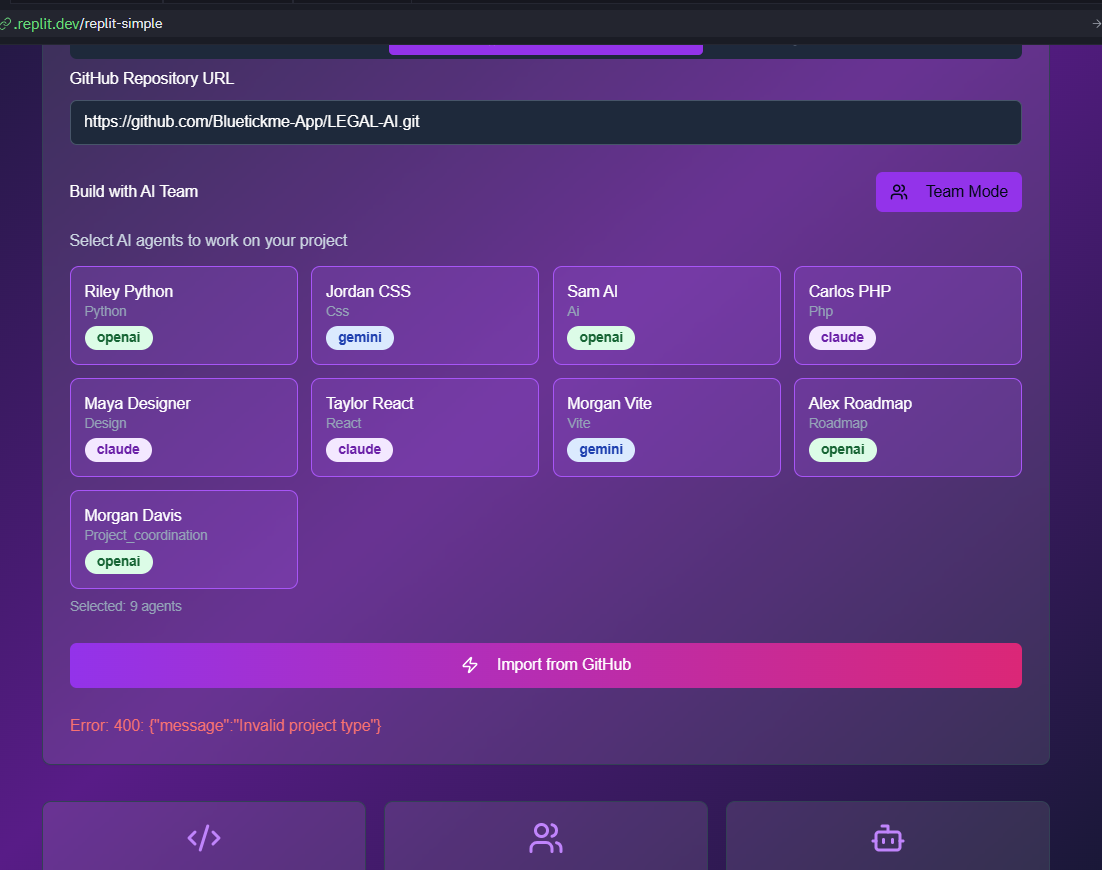 .replit.dev/replit-simple
GitHub Repository URL
https://github.com/Bluetickme-App/LEGAL-AI.git
Build with AI Team
Team Mode
Select AI agents to work on your project
Riley Python
Python
openai
Jordan CSS
Css
gemini
Sam AI
Ai
openai
Carlos PHP
Php
claude
Maya Designer
Design
claude
Taylor React
React
claude
Morgan Vite
Vite
gemini
Alex Roadmap
Roadmap
openai
Morgan Davis
Project_coordination
openai
Selected: 9 agents
Import from GitHub
Error: 400: {"message":"Invalid project type"}